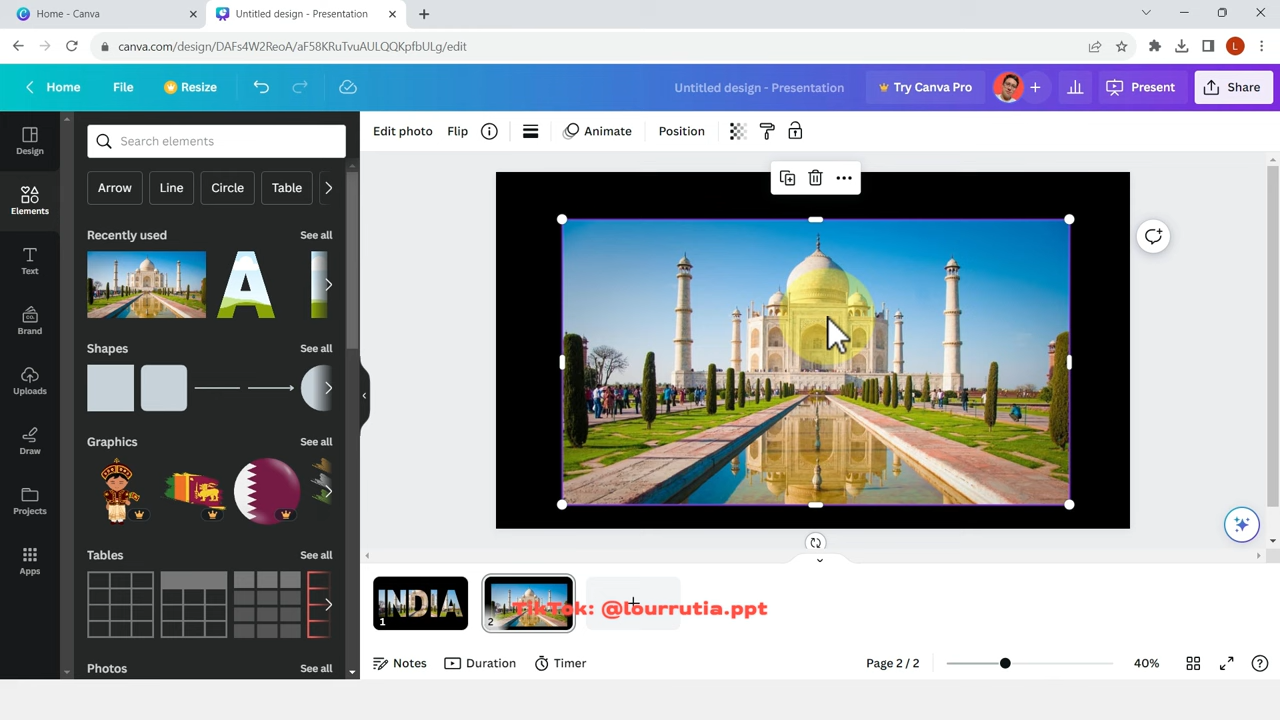 Home - Canva
Untitled design - Presentation
canva.com/design/DAFs4W2ReoA/aF58KRuTvuAULQQKpfbULg/edit
L
Home
File
Resize
Untitled design - Presentation
Try Canva Pro
Present
Share
Design
Elements
Text
Brand
Uploads
Draw
Projects
Apps
Search elements
Arrow
Line
Circle
Table
Recently used
See all
Shapes
See all
Graphics
See all
Tables
See all
Photos
See all
Edit photo
Flip
Animate
Position
INDIA
1
2
TikTok: @lourrutia.ppt
Notes
Duration
Timer
Page 2 / 2
40%